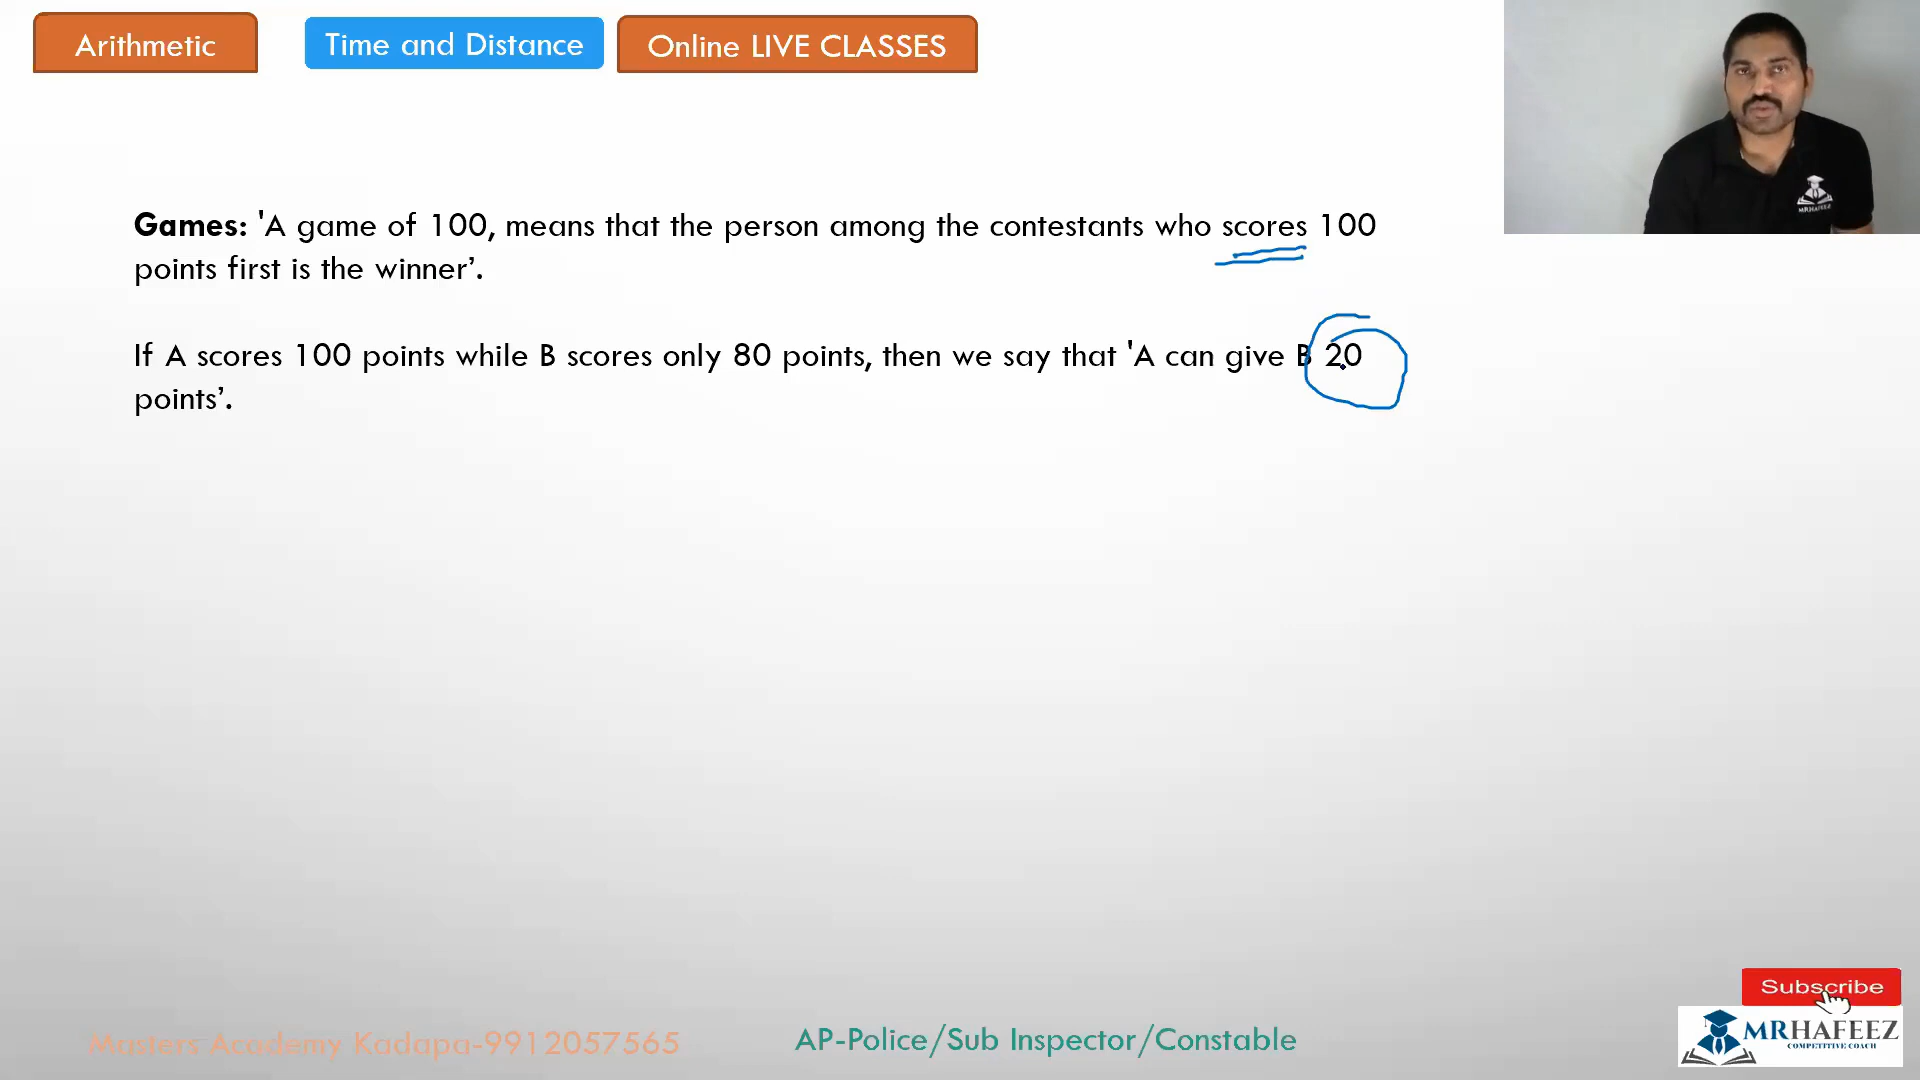 Arithmetic
Time and Distance
Online LIVE CLASSES
MRHAFEEZ
Games: 'A game of 100, means that the person among the contestants who scores 100
points first is the winner’.
If A scores 100 points while B scores only 80 points, then we say that 'A can give B 20
points’.
Subscribe
Masters Academy Kadapa-9912057565
AP-Police/Sub Inspector/Constable
MRHAFEEZ
COMPETITIVE COACH